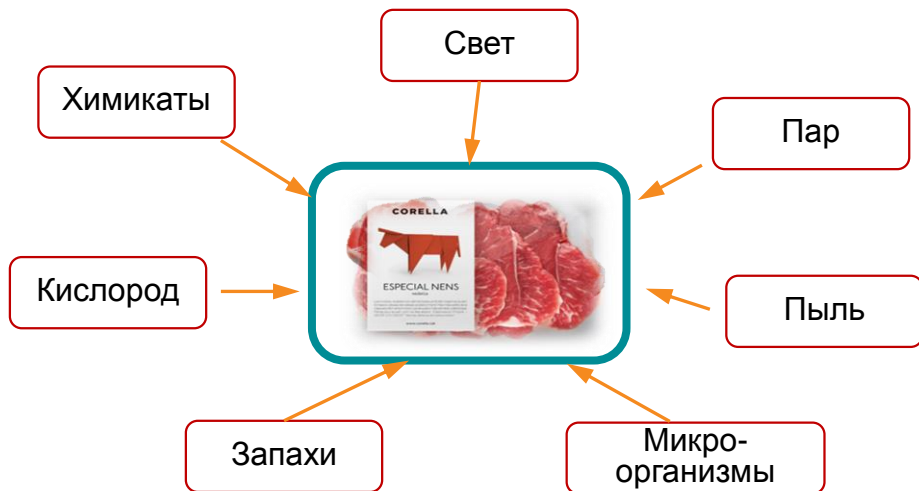 Свет
Химикаты
Пар
CORELLA
ESPECIAL NENS
Кислород
Пыль
Запахи
Микро-
организмы